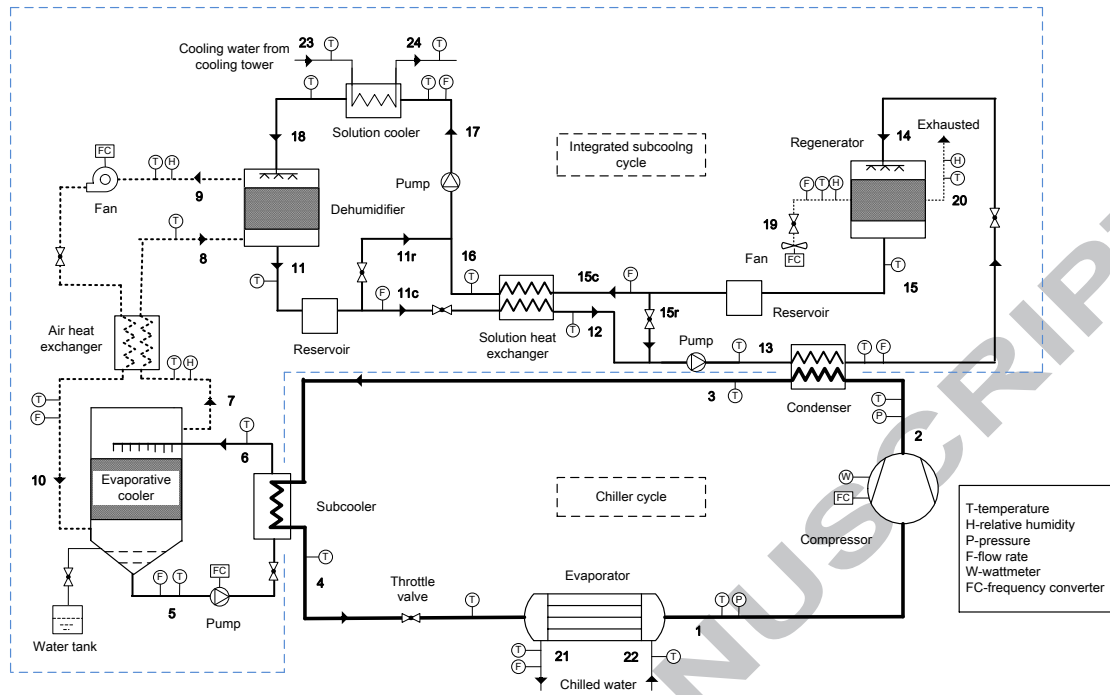 23
24
Cooling water from
cooling tower
T
T
T
T
F
Solution cooler
18
17
14
Exhausted
Integrated subcoolng
cycle
Regenerator
FC
T
H
9
Pump
H
T
F
T
H
Fan
Dehumidifier
19
20
T
8
11
11r
16
Fan
FC
T
F
11c
T
15c
F
T
15
Reservoir
12
T
15r
Reservoir
Air heat
exchanger
Solution heat
exchanger
Pump
T
13
T
F
T
H
3
T
Condenser
T
F
7
T
P
T
6
2
10
Evaporative
cooler
Subcooler
Chiller cycle
W
FC
Compressor
T
4
Throttle
valve
Evaporator
FC
T
T
P
F
T
5
Pump
1
Water tank
T
F
21
22
T
Chilled water
T-temperature
H-relative humidity
P-pressure
F-flow rate
W-wattmeter
FC-frequency converter
NUSCRIP